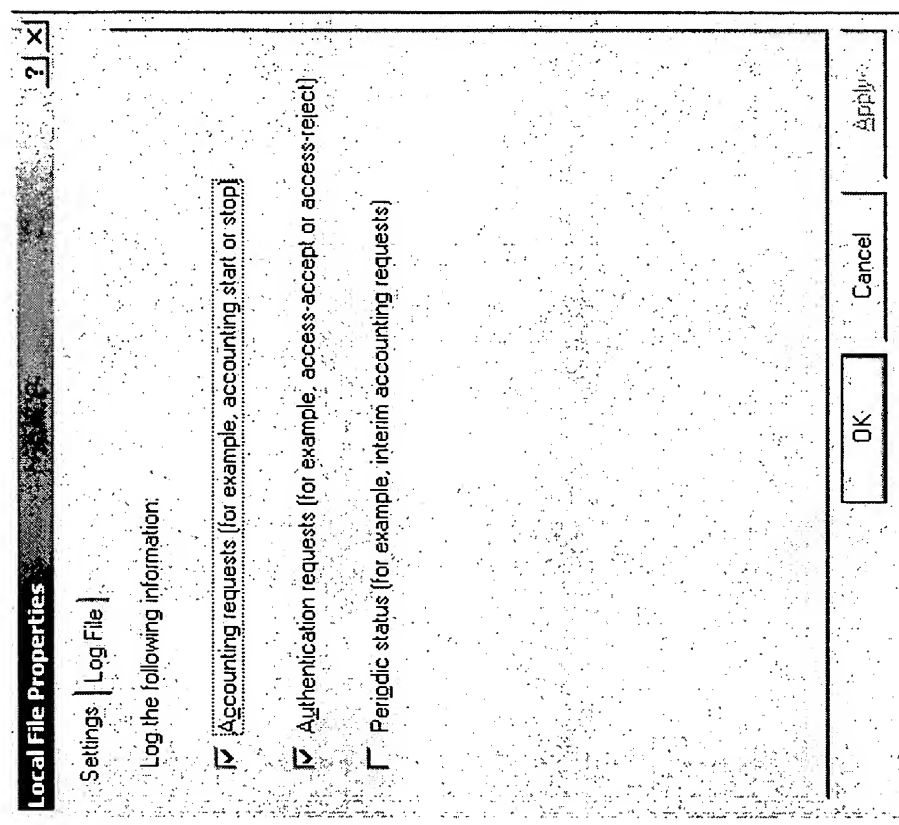 Local File Properties ? X
Settings Log File
Log the following information:
Accounting requests (for example, accounting start or stop)
Authentication requests (for example, access-accept or access-reject)
Periodic status (for example, interim accounting requests)
OK Cancel Apply